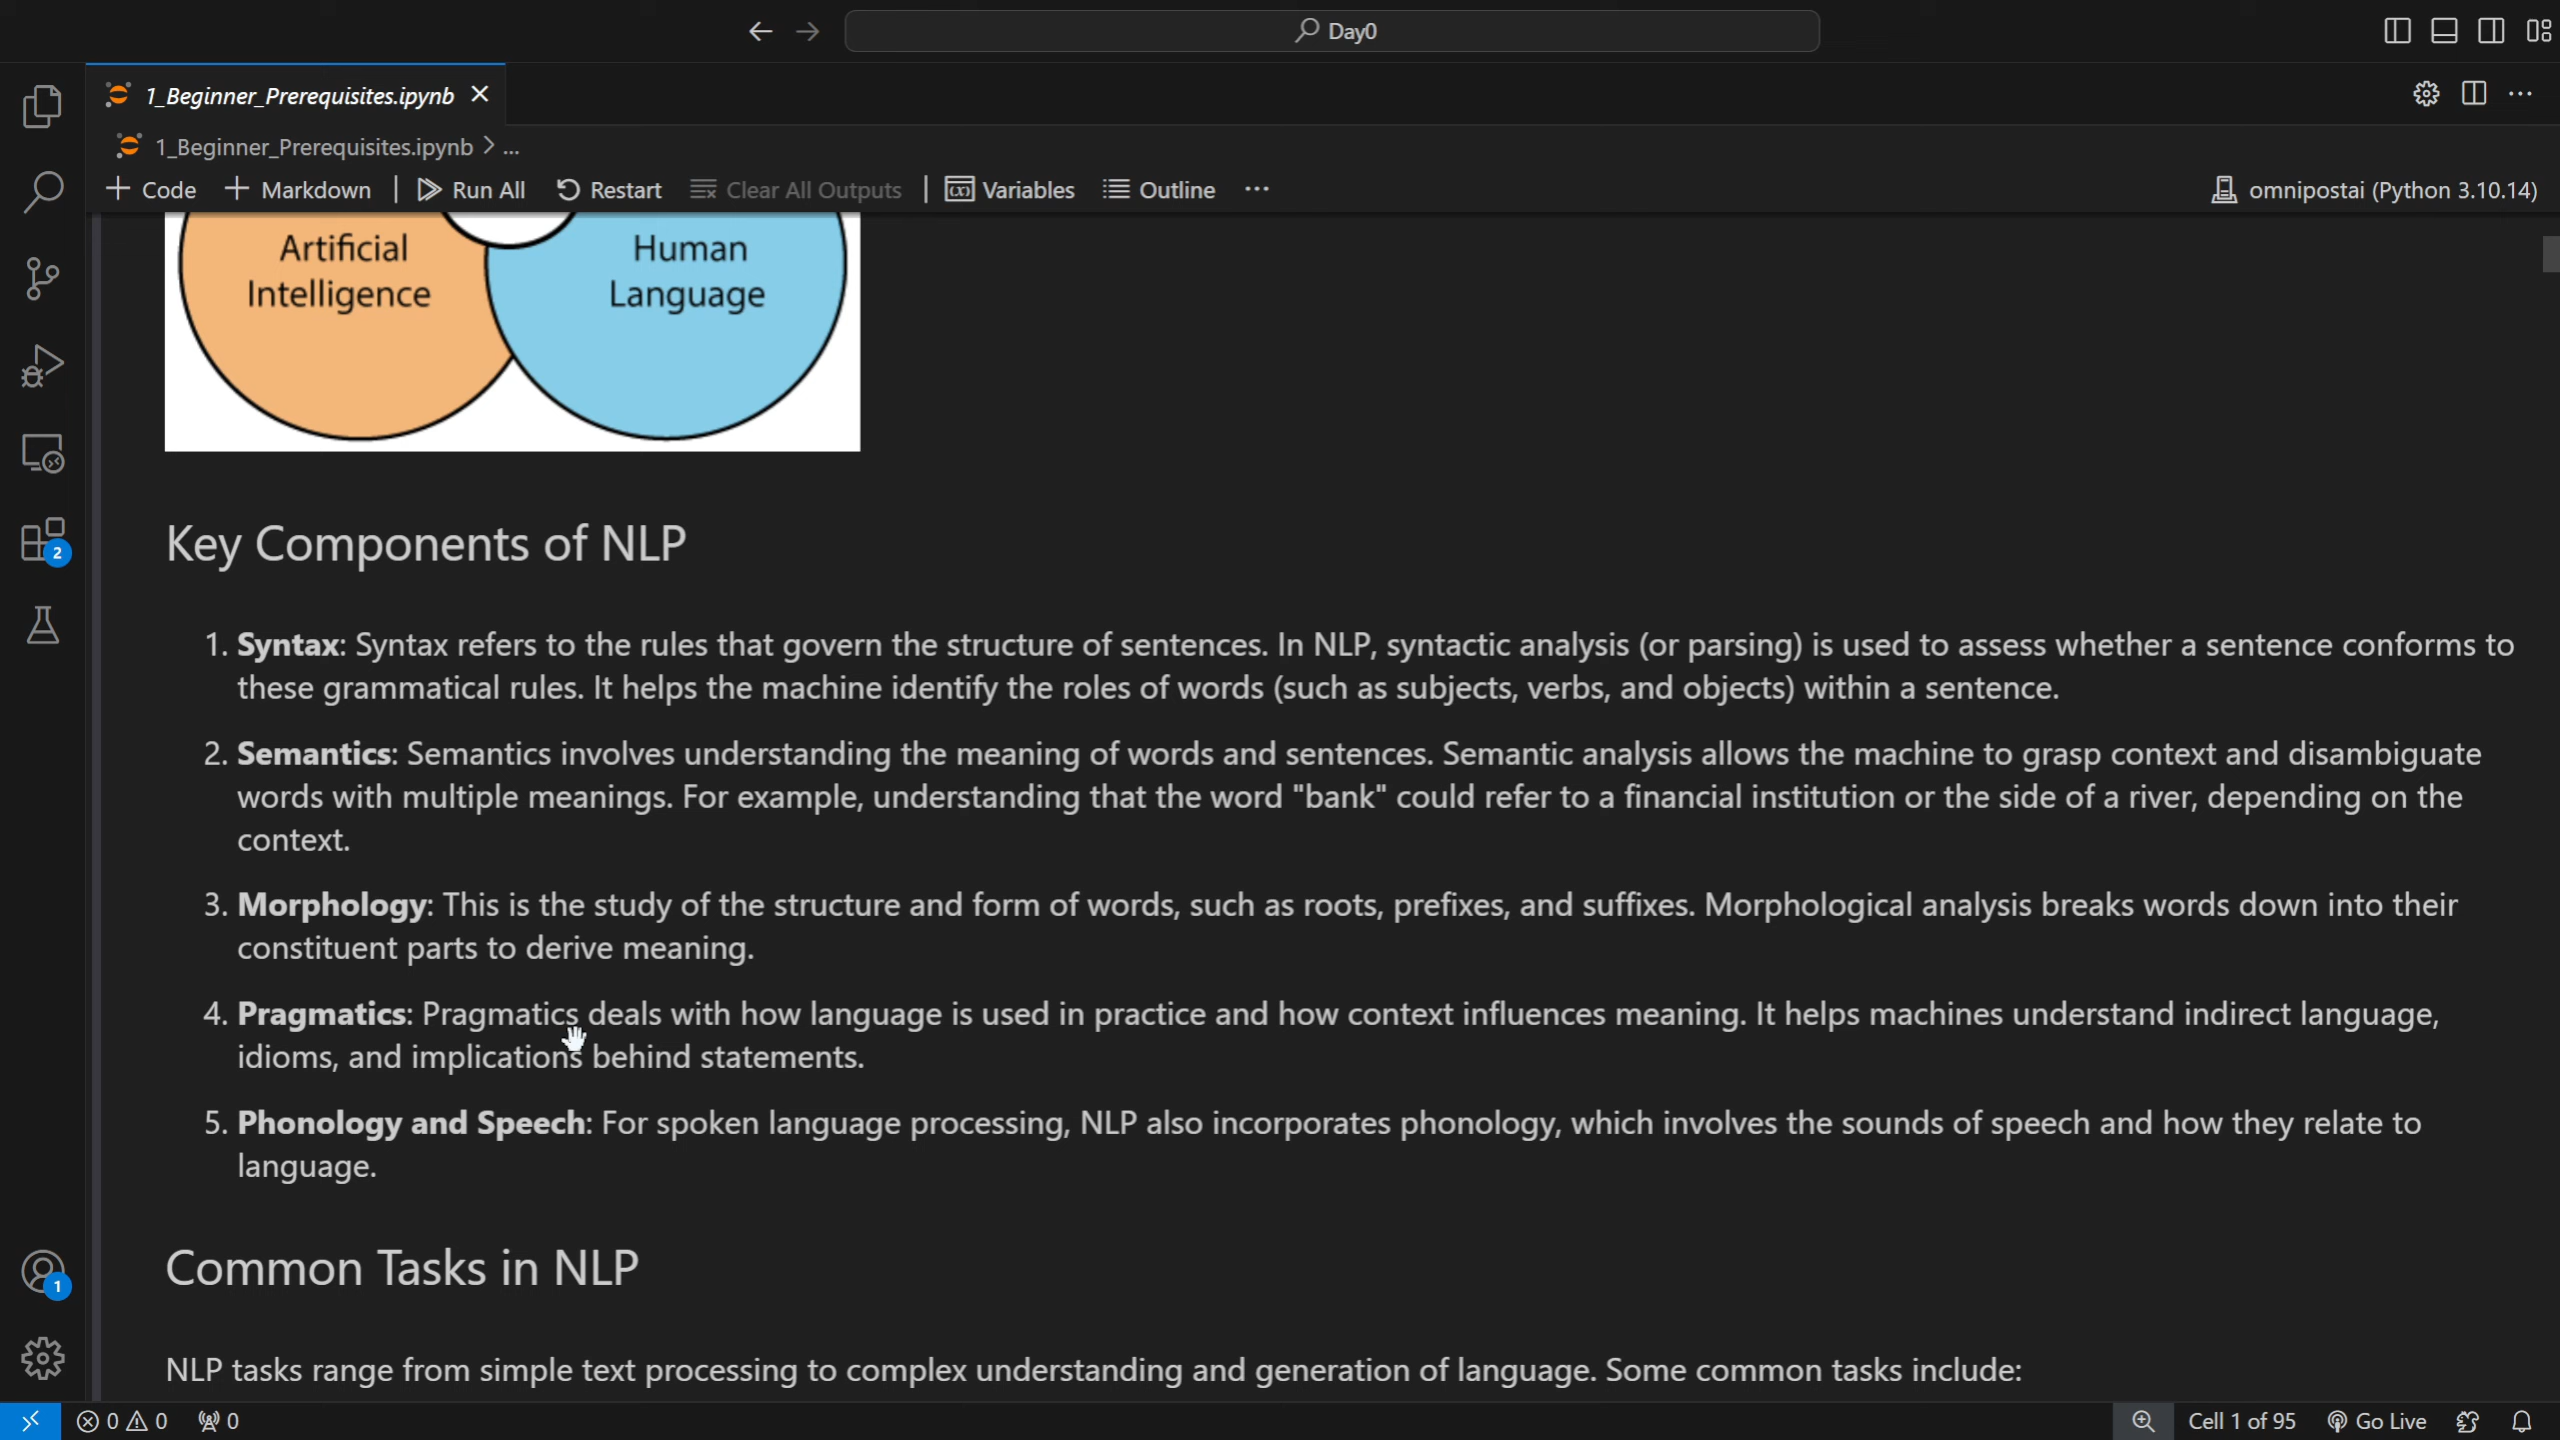 Day0
1_Beginner_Prerequisites.ipynb
1_Beginner_Prerequisites.ipynb > ...
+ Code + Markdown | Run All Restart Clear All Outputs | Variables Outline ...
omnipostai (Python 3.10.14)
Artificial
Intelligence
Human
Language
Key Components of NLP
1. Syntax: Syntax refers to the rules that govern the structure of sentences. In NLP, syntactic analysis (or parsing) is used to assess whether a sentence conforms to
these grammatical rules. It helps the machine identify the roles of words (such as subjects, verbs, and objects) within a sentence.
2. Semantics: Semantics involves understanding the meaning of words and sentences. Semantic analysis allows the machine to grasp context and disambiguate
words with multiple meanings. For example, understanding that the word "bank" could refer to a financial institution or the side of a river, depending on the
context.
3. Morphology: This is the study of the structure and form of words, such as roots, prefixes, and suffixes. Morphological analysis breaks words down into their
constituent parts to derive meaning.
4. Pragmatics: Pragmatics deals with how language is used in practice and how context influences meaning. It helps machines understand indirect language,
idioms, and implications behind statements.
5. Phonology and Speech: For spoken language processing, NLP also incorporates phonology, which involves the sounds of speech and how they relate to
language.
Common Tasks in NLP
NLP tasks range from simple text processing to complex understanding and generation of language. Some common tasks include:
2
1
0 0 0
Cell 1 of 95 Go Live